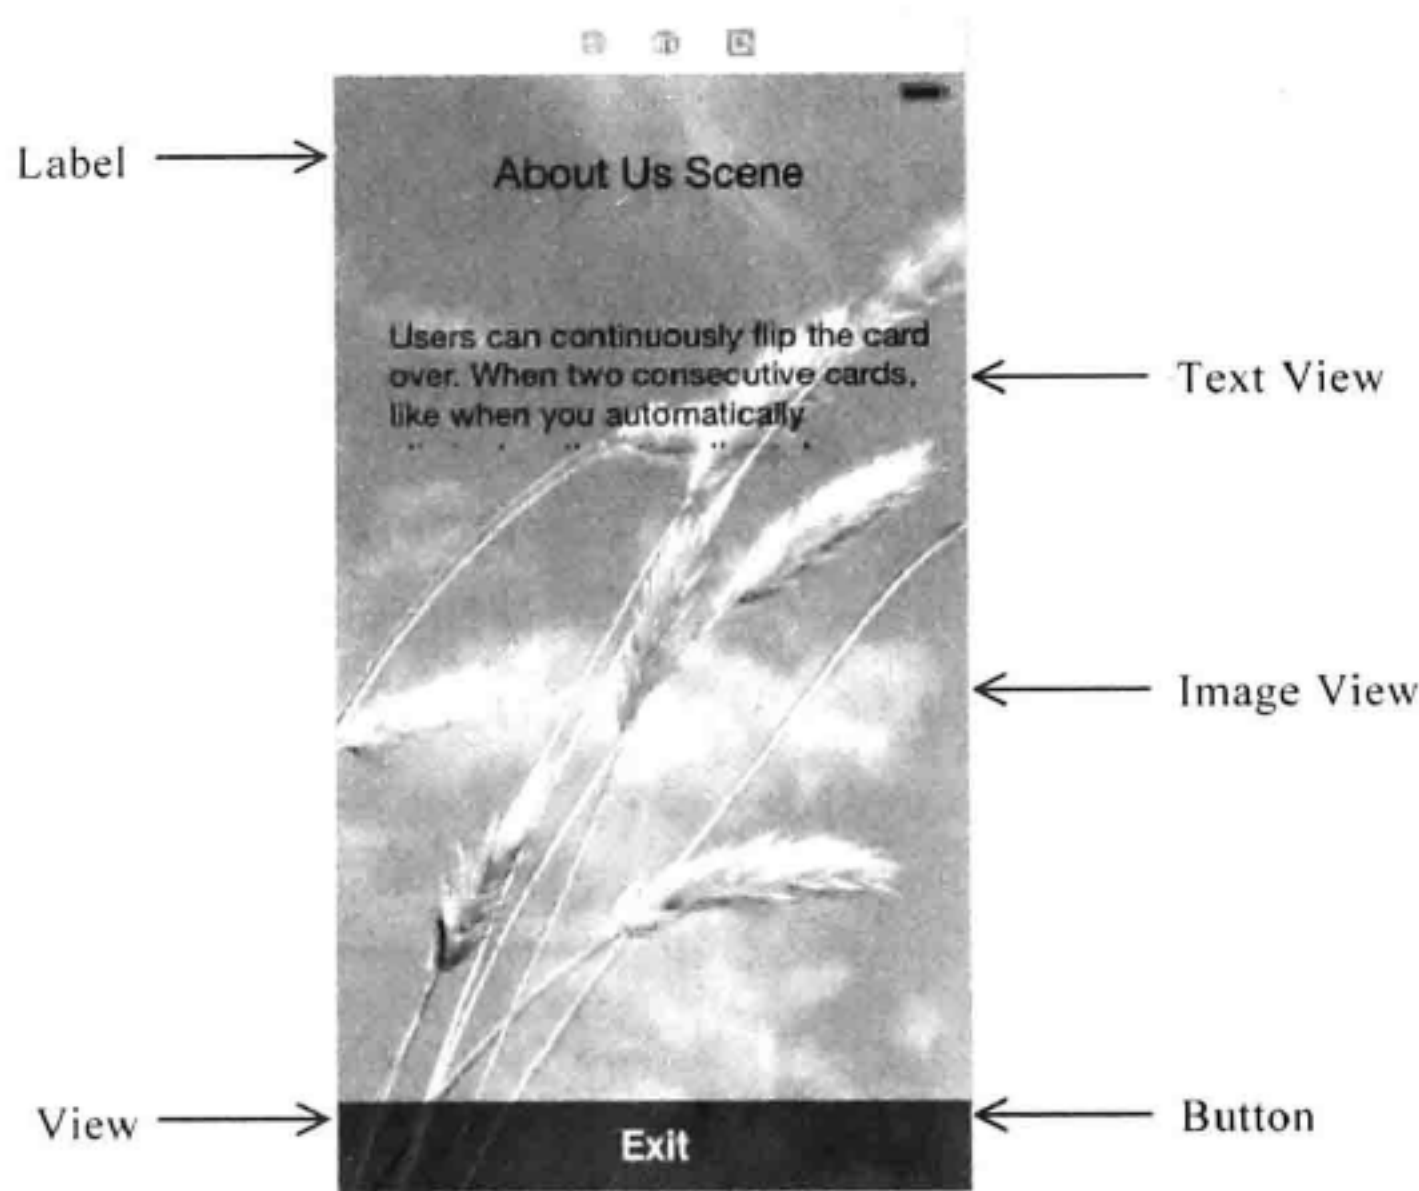 Label
About Us Scene
Users can continuously flip the card
over. When two consecutive cards,
like when you automatically
Text View
Image View
View
Exit
Button